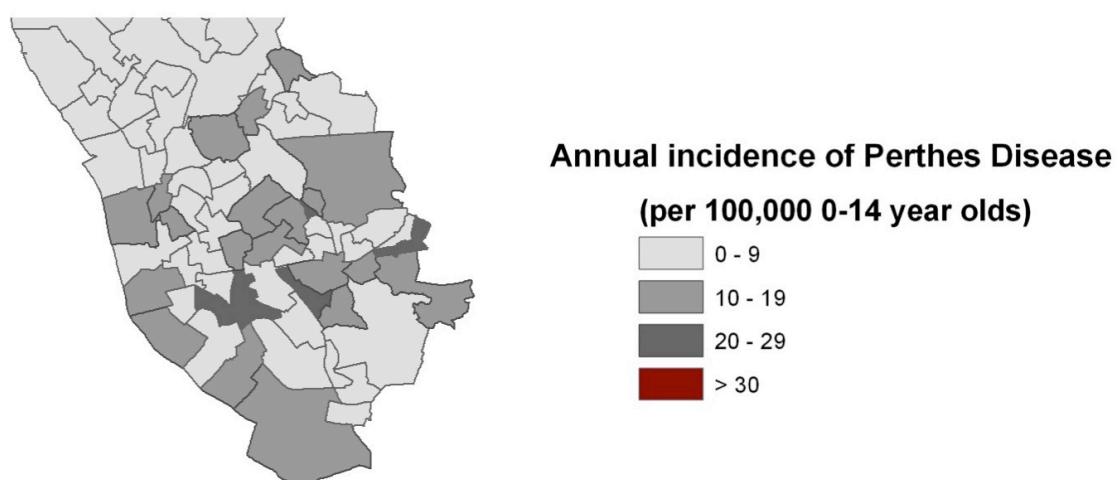 Annual incidence of Perthes Disease
(per 100,000 0-14 year olds)
0 - 9
10 - 19
20 - 29
> 30